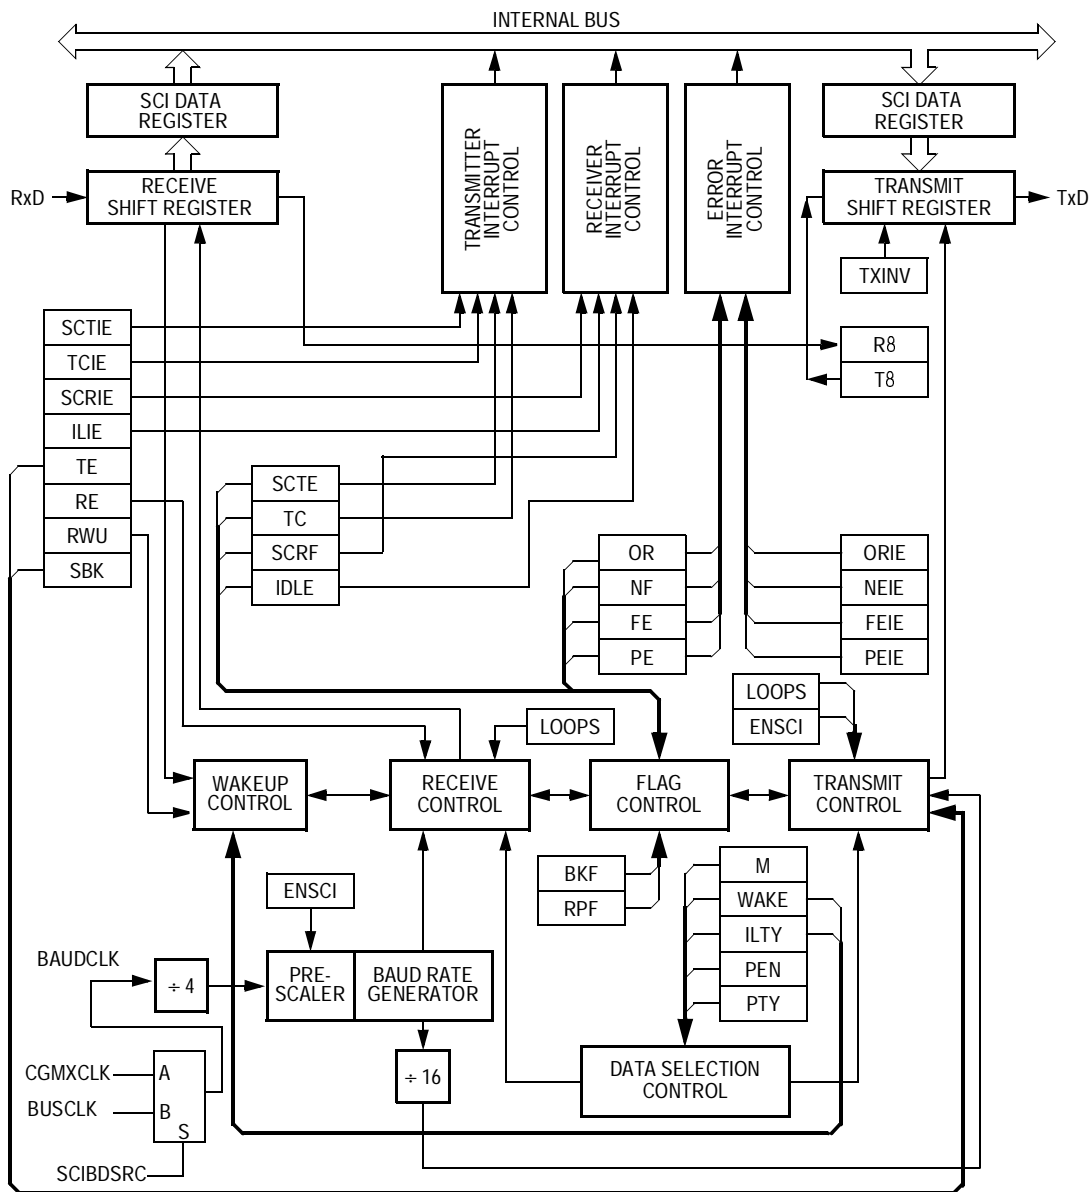 INTERNAL BUS
SCI DATA
REGISTER
SCI DATA
REGISTER
TRANSMITTER
INTERRUPT
CONTROL
RECEIVER
INTERRUPT
CONTROL
ERROR
INTERRUPT
CONTROL
RxD
RECEIVE
SHIFT REGISTER
TRANSMIT
SHIFT REGISTER
TxD
TXINV
SCTIE
TCIE
SCRIE
ILIE
TE
RE
RWU
SBK
R8
T8
SCTE
TC
SCRF
IDLE
OR
NF
FE
PE
ORIE
NEIE
FEIE
PEIE
LOOPS
LOOPS
ENSCI
WAKEUP
CONTROL
RECEIVE
CONTROL
FLAG
CONTROL
TRANSMIT
CONTROL
ENSCI
BKF
RPF
M
WAKE
ILTY
PEN
PTY
BAUDCLK
÷ 4
PRE-
SCALER
BAUD RATE
GENERATOR
÷ 16
DATA SELECTION
CONTROL
CGMXCLK
A
BUSCLK
B
S
SCIBDSRC